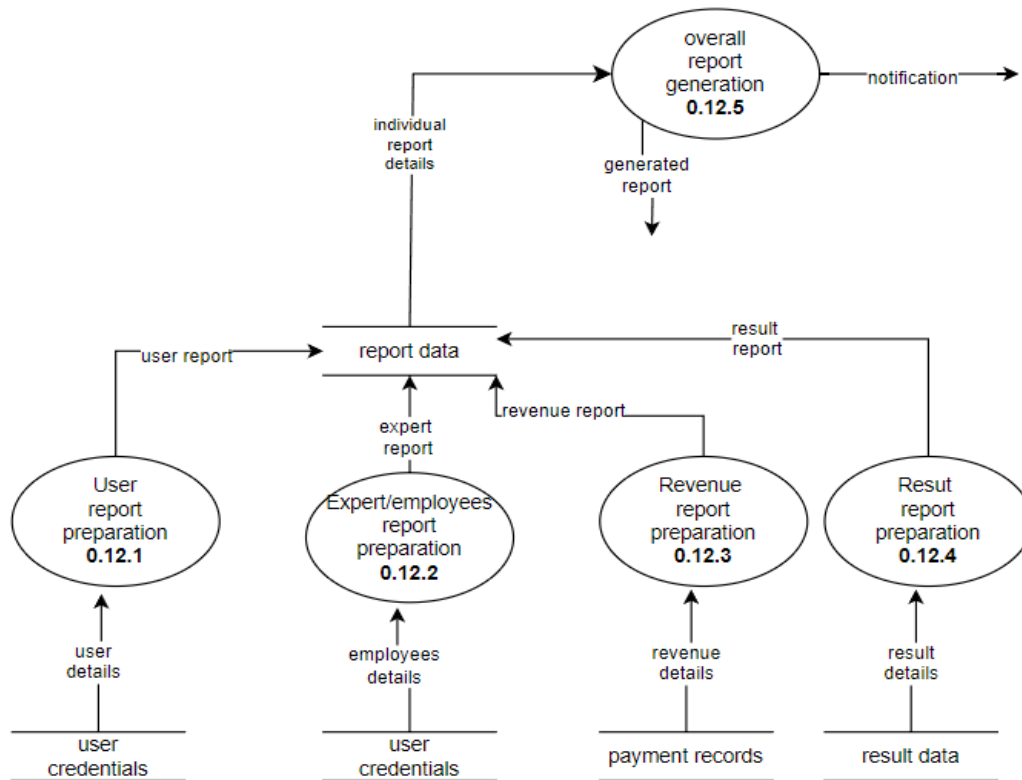 overall
report
generation
0.12.5
notification
individual
report
details
generated
report
result
report
user report
report data
revenue report
expert
report
User
report
preparation
0.12.1
Expert/employees
report
preparation
0.12.2
Revenue
report
preparation
0.12.3
Resut
report
preparation
0.12.4
user
details
employees
details
revenue
details
result
details
user
credentials
user
credentials
payment records
result data